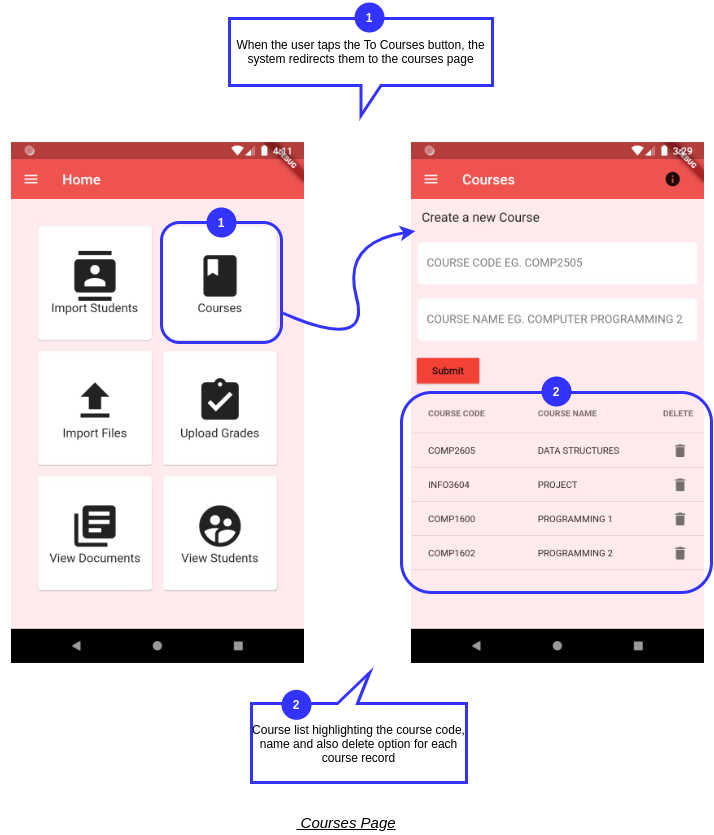 1
When the user taps the To Courses button, the
system redirects them to the courses page
4:11
DEBUG
Home
1
Import Students
Courses
Import Files
Upload Grades
View Documents
View Students
3:29
DEBUG
Courses
Create a new Course
COURSE CODE EG. COMP2505
COURSE NAME EG. COMPUTER PROGRAMMING 2
Submit
2
COURSE CODE COURSE NAME DELETE
COMP2605 DATA STRUCTURES
INFO3604 PROJECT
COMP1600 PROGRAMMING 1
COMP1602 PROGRAMMING 2
2
Course list highlighting the course code,
name and also delete option for each
course record
Courses Page